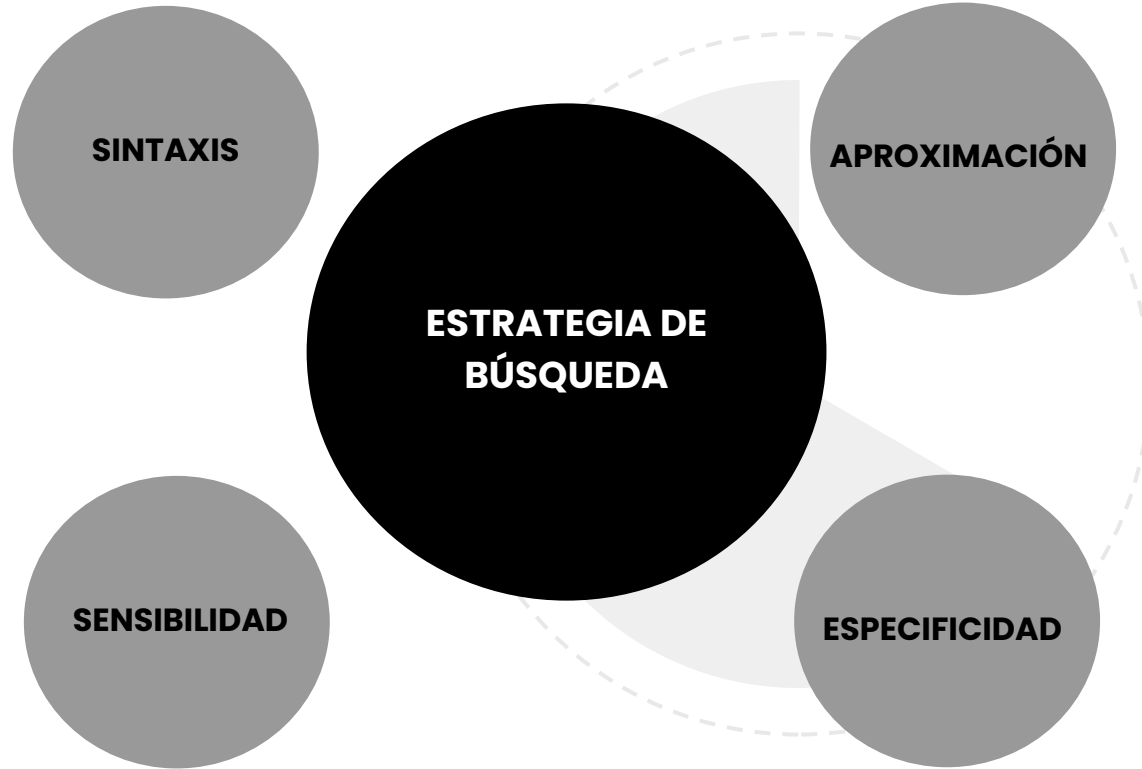 SINTAXIS
APROXIMACIÓN
ESTRATEGIA DE
BÚSQUEDA
SENSIBILIDAD
ESPECIFICIDAD